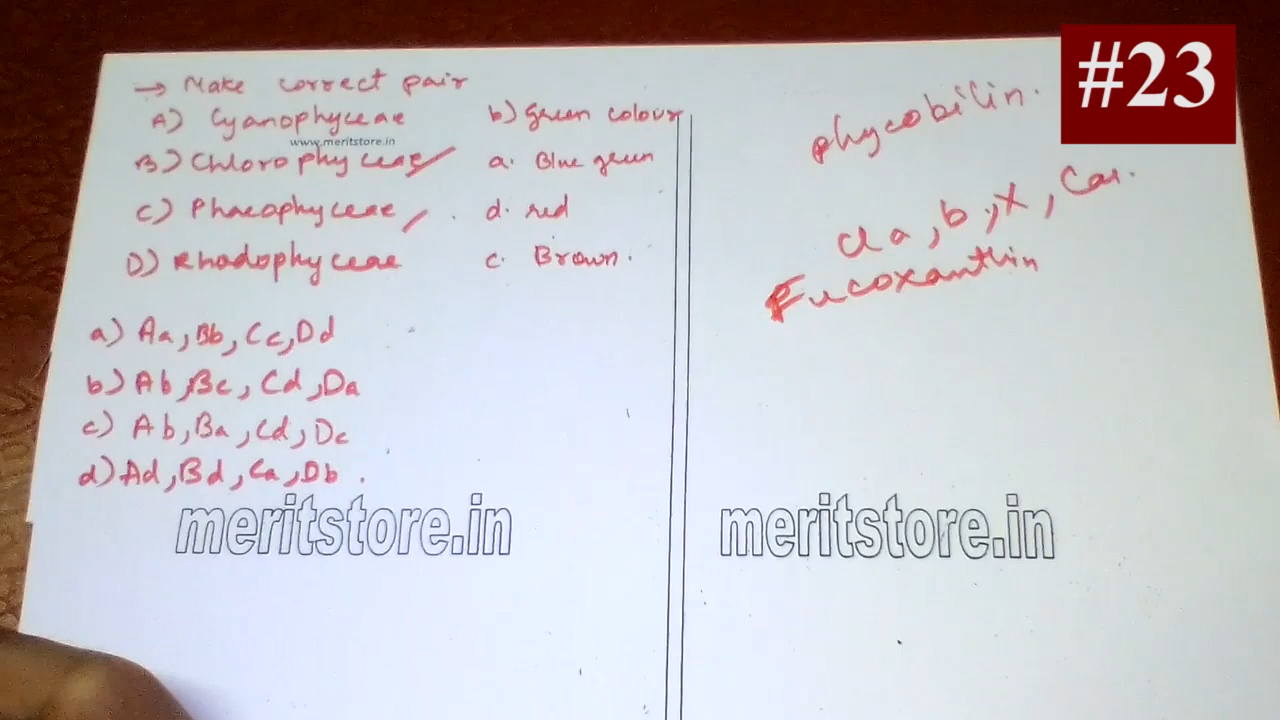 #23
→ Make correct pair
A) Cyanophyceae b) green colour
www.meritstore.in
B) Chlorophyceae a. Blue green
C) Phaeophyceae d. red
D) Rhodophyceae c. Brown.
a) Aa, Bb, Cc, Dd
b) Ab, Bc, Cd, Da
c) Ab, Ba, Cd, Dc
d) Ad, Bd, Ca, Db.
phycobilin.
a, b, x, Car.
Fucoxanthin
meritstore.in meritstore.in